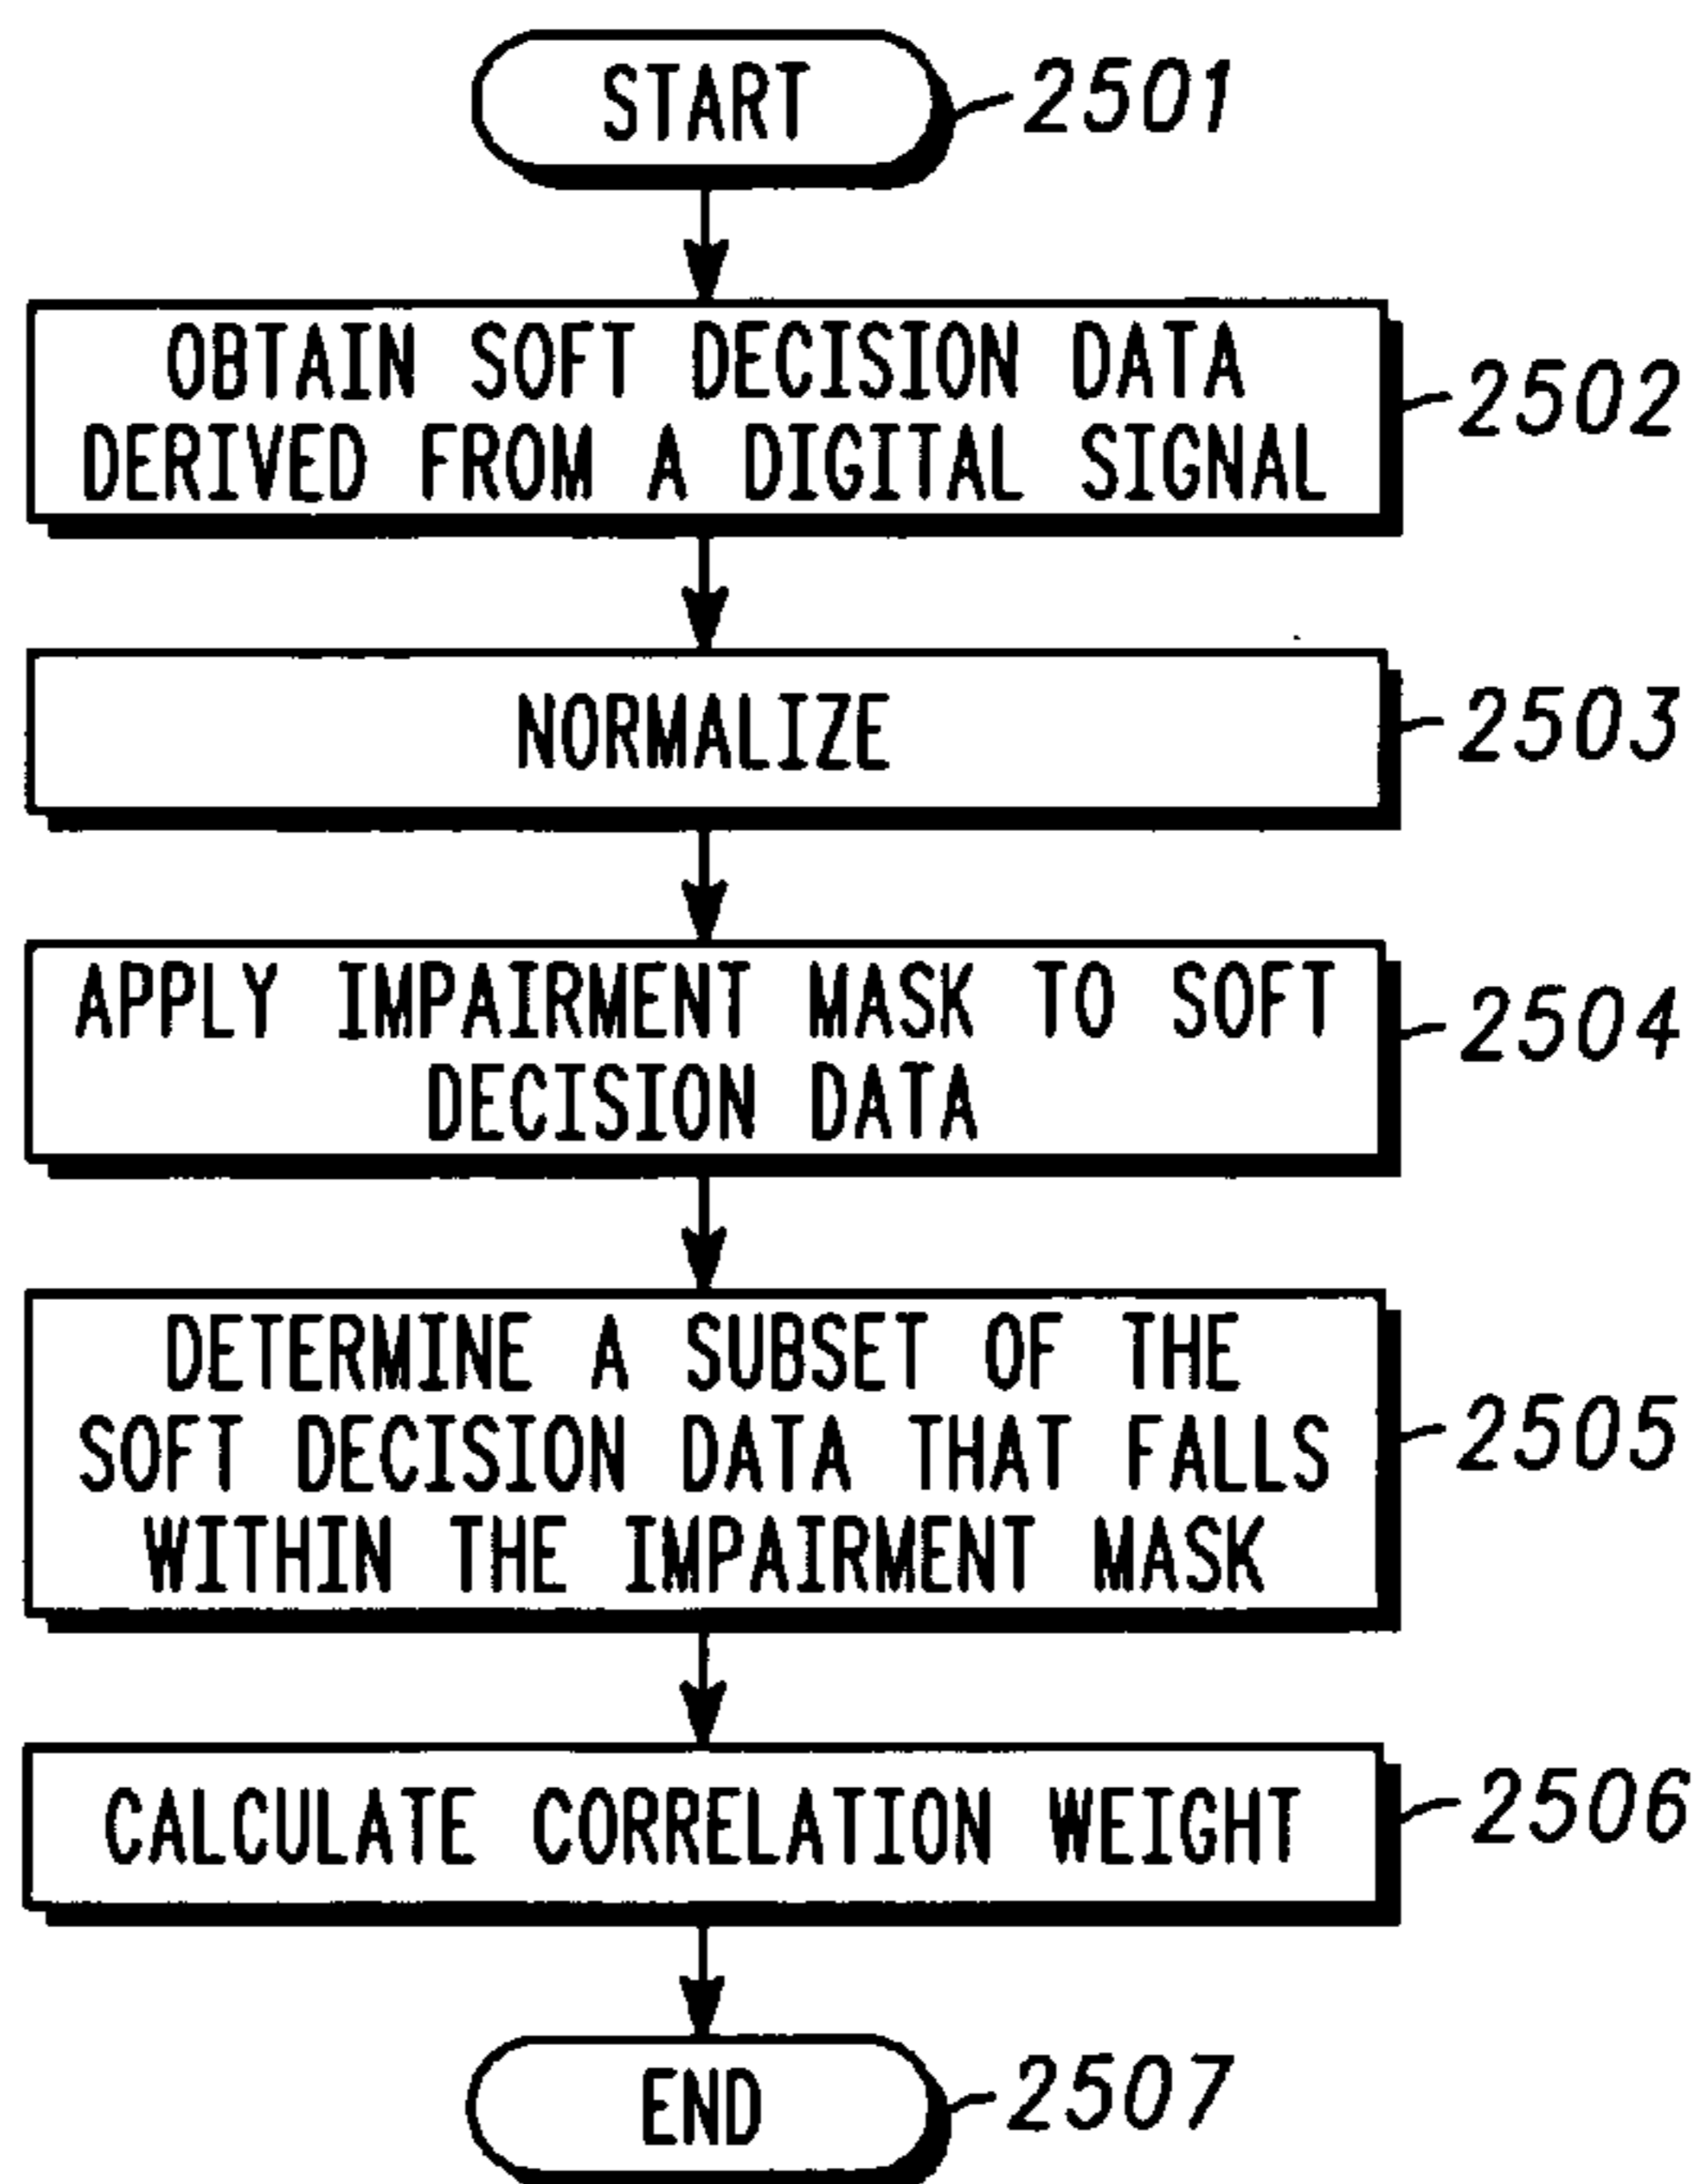 START
2501
OBTAIN SOFT DECISION DATA
DERIVED FROM A DIGITAL SIGNAL
2502
NORMALIZE
2503
APPLY IMPAIRMENT MASK TO SOFT
DECISION DATA
2504
DETERMINE A SUBSET OF THE
SOFT DECISION DATA THAT FALLS
WITHIN THE IMPAIRMENT MASK
2505
CALCULATE CORRELATION WEIGHT
2506
END
2507